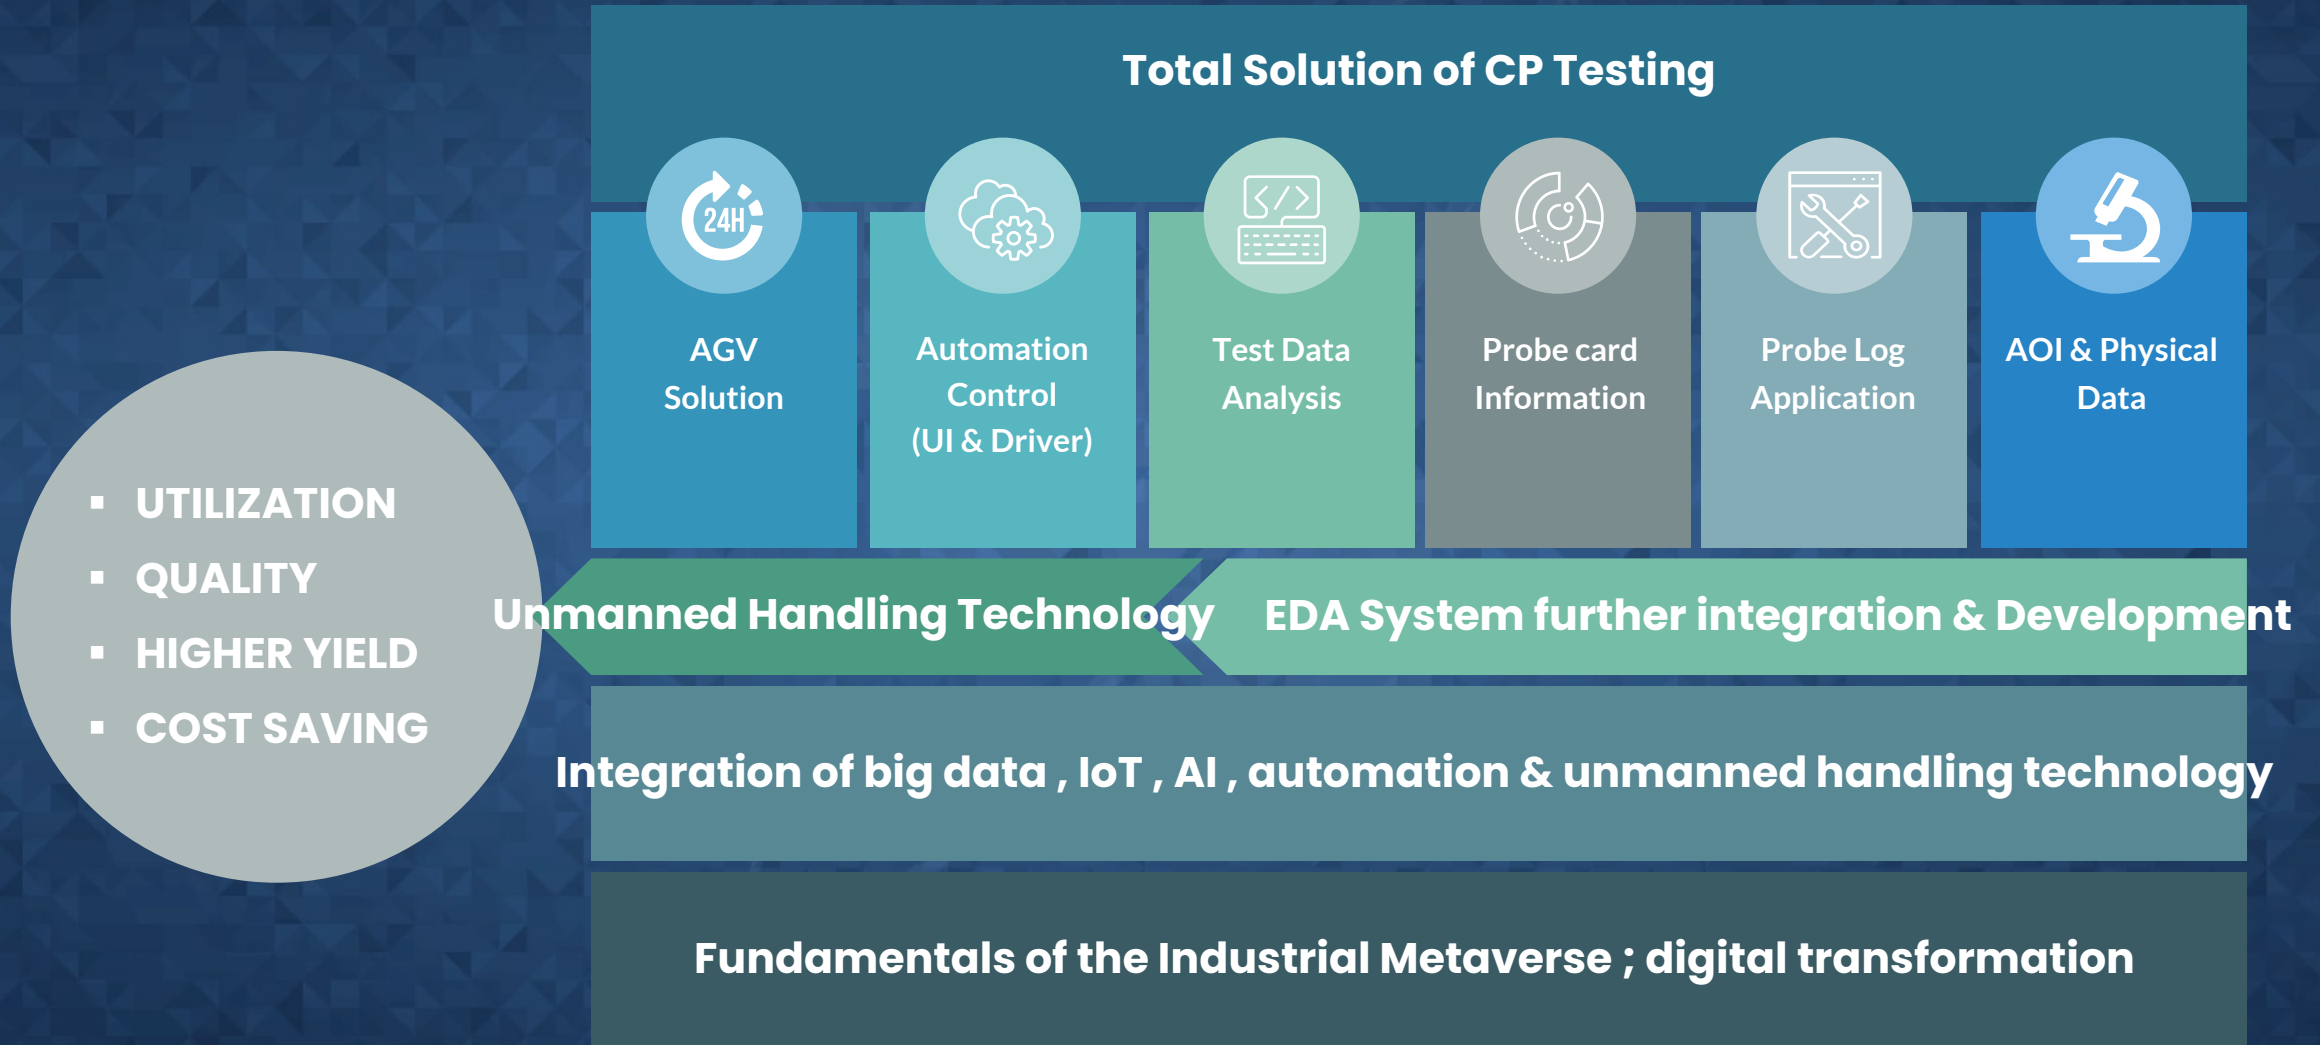 Total Solution of CP Testing
24H
AGV
Solution
Automation
Control
(UI & Driver)
Test Data
Analysis
Probe card
Information
Probe Log
Application
AOI & Physical
Data
▪ UTILIZATION
▪ QUALITY
▪ HIGHER YIELD
▪ COST SAVING
Unmanned Handling Technology
EDA System further integration & Development
Integration of big data , IoT , AI , automation & unmanned handling technology
Fundamentals of the Industrial Metaverse ; digital transformation